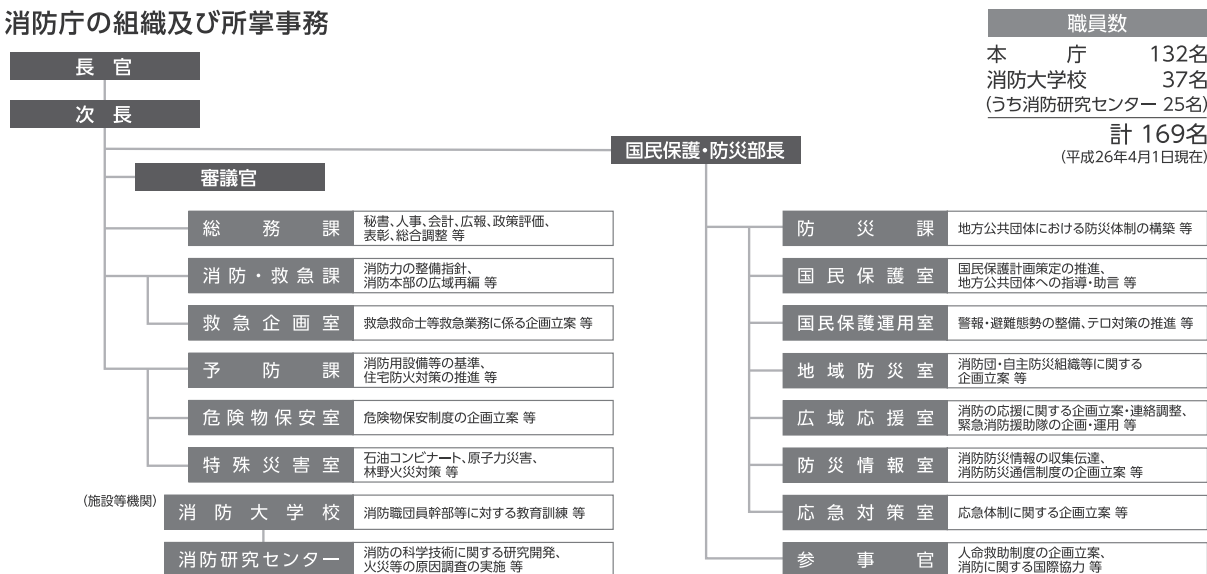 消防庁の組織及び所掌事務
職員数
本庁 132名
消防大学校 37名
(うち消防研究センター 25名)
計 169名
(平成26年4月1日現在)
長官
次長
国民保護・防災部長
審議官
総務課
秘書、人事、会計、広報、政策評価、
表彰、総合調整 等
消防・救急課
消防力の整備指針、
消防本部の広域再編 等
救急企画室
救急救命士等救急業務に係る企画立案 等
予防課
消防用設備等の基準、
住宅防火対策の推進 等
危険物保安室
危険物保安制度の企画立案 等
特殊災害室
石油コンビナート、原子力災害、
林野火災対策 等
(施設等機関)
消防大学校
消防職団員幹部等に対する教育訓練 等
消防研究センター
消防の科学技術に関する研究開発、
火災等の原因調査の実施 等
防災課
地方公共団体における防災体制の構築 等
国民保護室
国民保護計画策定の推進、
地方公共団体への指導・助言 等
国民保護運用室
警報・避難態勢の整備、テロ対策の推進 等
地域防災室
消防団・自主防災組織等に関する
企画立案 等
広域応援室
消防の応援に関する企画立案・連絡調整、
緊急消防援助隊の企画・運用 等
防災情報室
消防防災情報の収集伝達、
消防防災通信制度の企画立案 等
応急対策室
応急体制に関する企画立案 等
参事官
人命救助制度の企画立案、
消防に関する国際協力 等